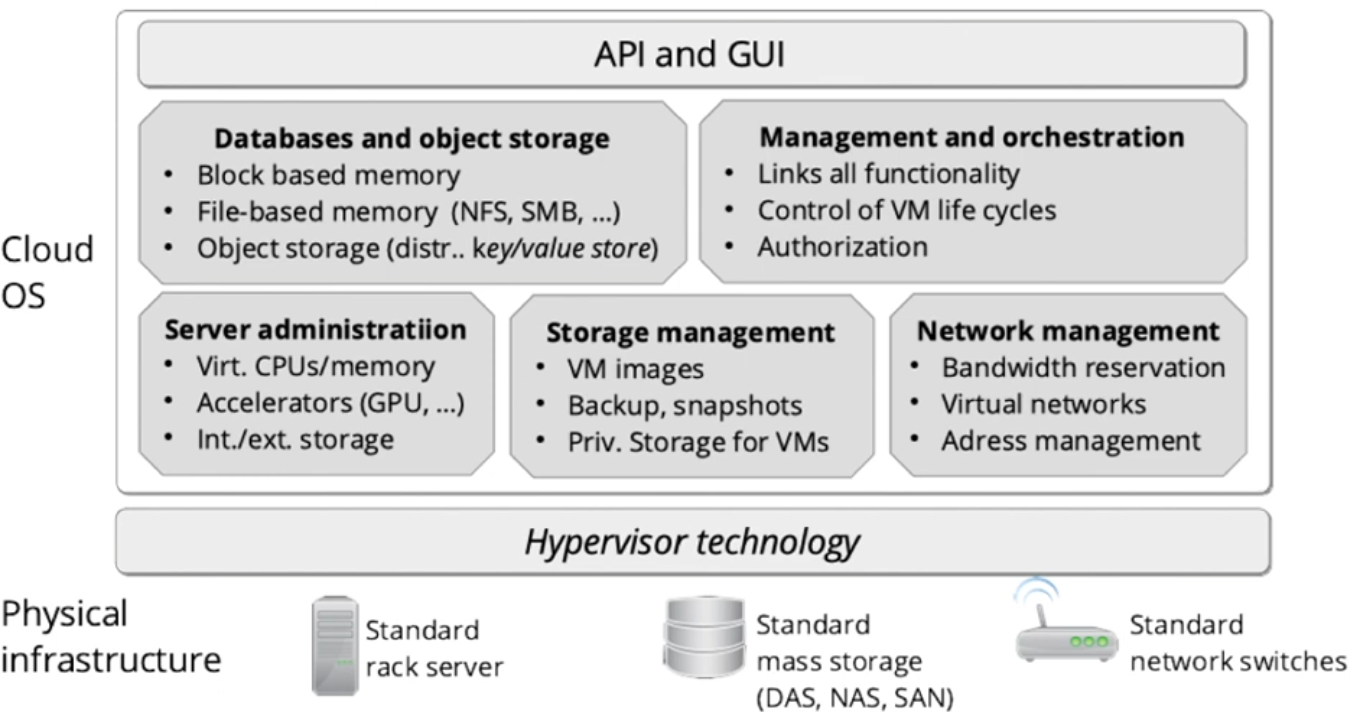 API and GUI
Databases and object storage
• Block based memory
• File-based memory (NFS, SMB, ...)
• Object storage (distr.. key/value store)
Management and orchestration
• Links all functionality
• Control of VM life cycles
• Authorization
Cloud
OS
Server administratiion
• Virt. CPUs/memory
• Accelerators (GPU, ...)
• Int./ext. storage
Storage management
• VM images
• Backup, snapshots
• Priv. Storage for VMs
Network management
• Bandwidth reservation
• Virtual networks
• Adress management
Hypervisor technology
Physical
infrastructure
Standard
rack server
Standard
mass storage
(DAS, NAS, SAN)
Standard
network switches